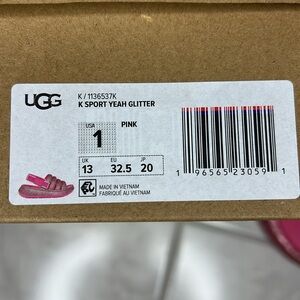 UGG
K / 1136537K
K SPORT YEAH GLITTER
USA
1
PINK
UK EU JP
13 32.5 20
MADE IN VIETNAM
FABRIQUÉ AU VIETNAM
1 96565 23059 1